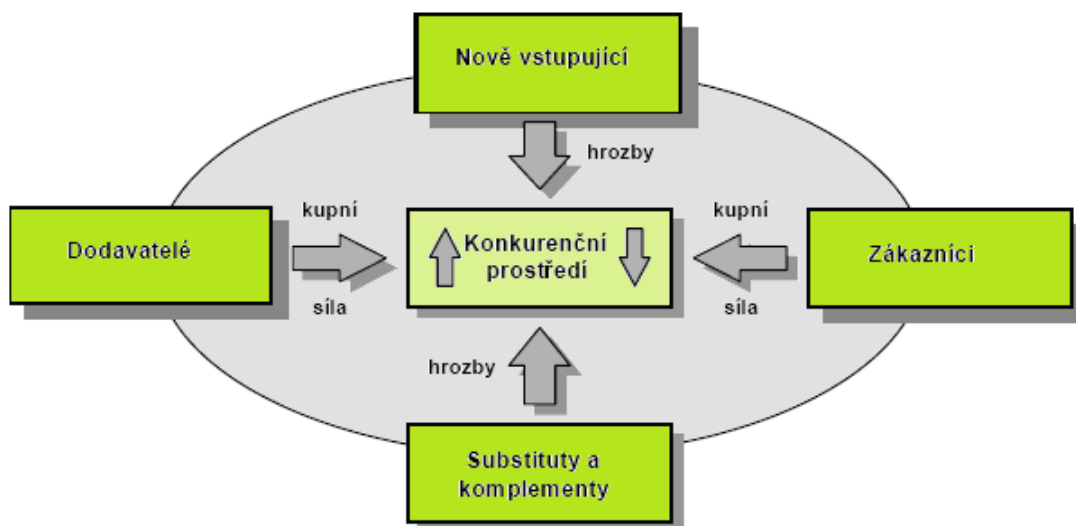 Nově vstupující
hrozby
kupní
síla
Dodavatelé
Konkurenční
prostředí
kupní
síla
Zákazníci
hrozby
Substituty a
komplementy